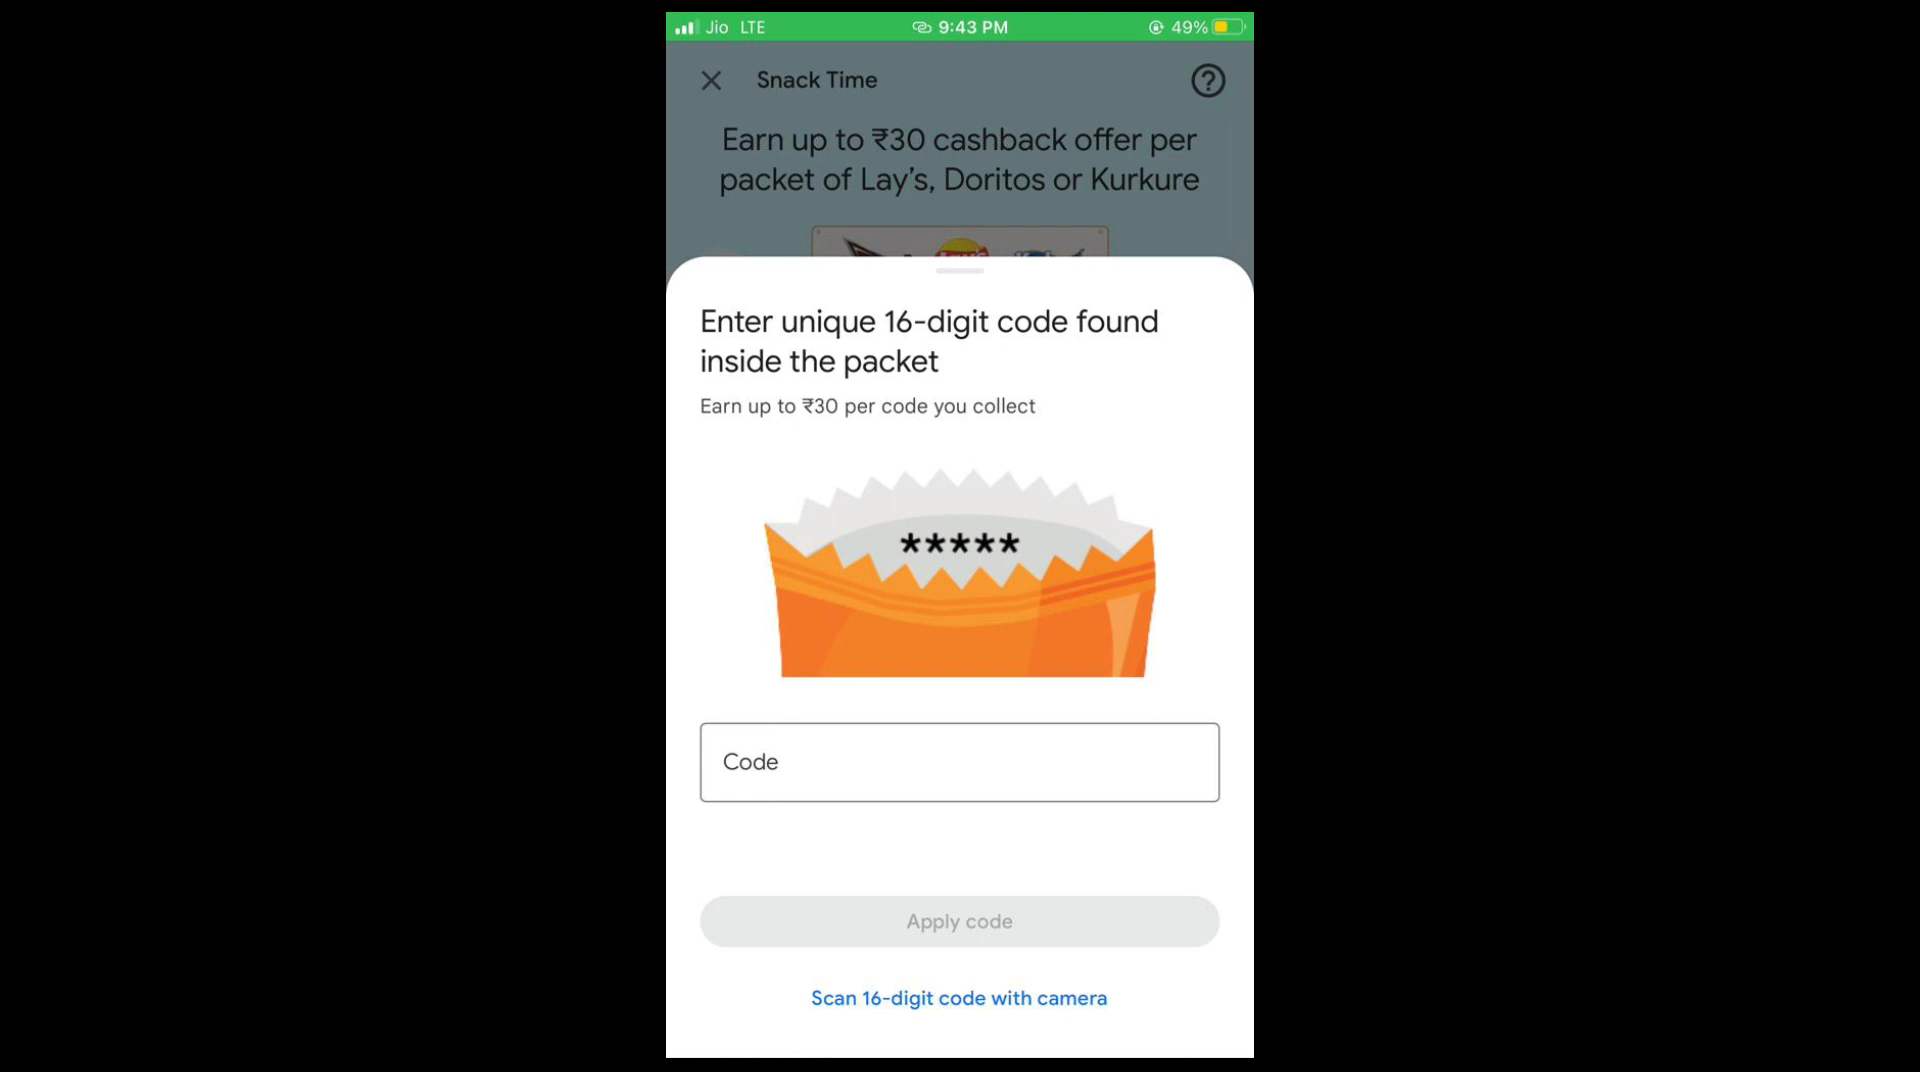 Jio LTE 9:43 PM 49%
Snack Time
Earn up to ₹30 cashback offer per
packet of Lay's, Doritos or Kurkure
Enter unique 16-digit code found
inside the packet
Earn up to ₹30 per code you collect
*****
Code
Apply code
Scan 16-digit code with camera